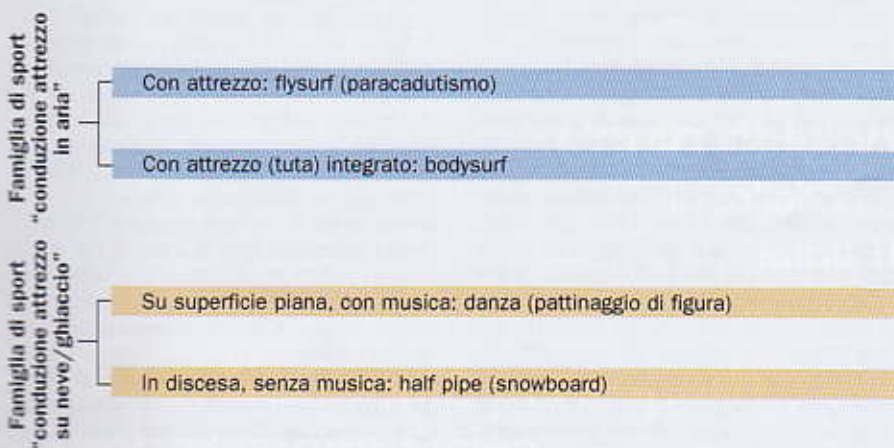 Famiglia di sport
"conduzione attrezzo
in aria"
Con attrezzo: flysurf (paracadutismo)
Con attrezzo (tuta) integrato: bodysurf
Famiglia di sport
"conduzione attrezzo
su neve/ghiaccio"
Su superficie piana, con musica: danza (pattinaggio di figura)
In discesa, senza musica: half pipe (snowboard)